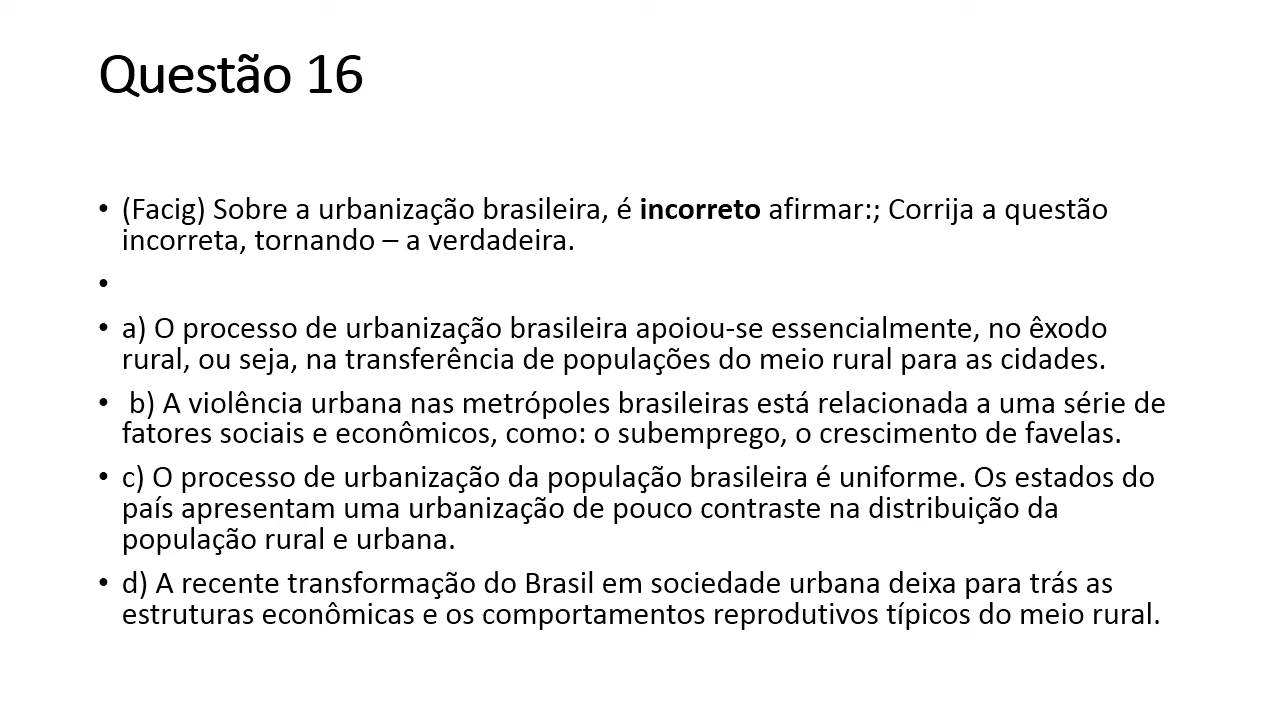 Questão 16
• (Facig) Sobre a urbanização brasileira, é incorreto afirmar:; Corrija a questão
incorreta, tornando – a verdadeira.
•
• a) O processo de urbanização brasileira apoiou-se essencialmente, no êxodo
rural, ou seja, na transferência de populações do meio rural para as cidades.
• b) A violência urbana nas metrópoles brasileiras está relacionada a uma série de
fatores sociais e econômicos, como: o subemprego, o crescimento de favelas.
• c) O processo de urbanização da população brasileira é uniforme. Os estados do
país apresentam uma urbanização de pouco contraste na distribuição da
população rural e urbana.
• d) A recente transformação do Brasil em sociedade urbana deixa para trás as
estruturas econômicas e os comportamentos reprodutivos típicos do meio rural.